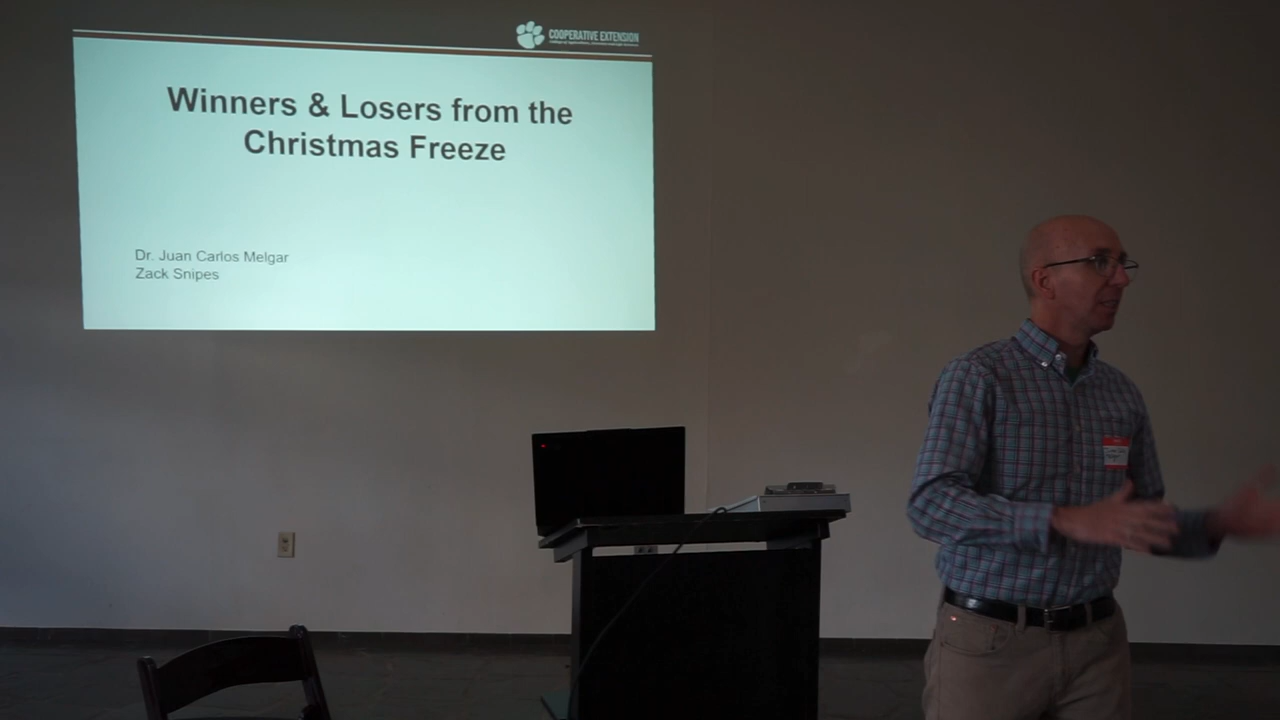 COOPERATIVE EXTENSION
Winners & Losers from the
Christmas Freeze
Dr. Juan Carlos Melgar
Zack Snipes